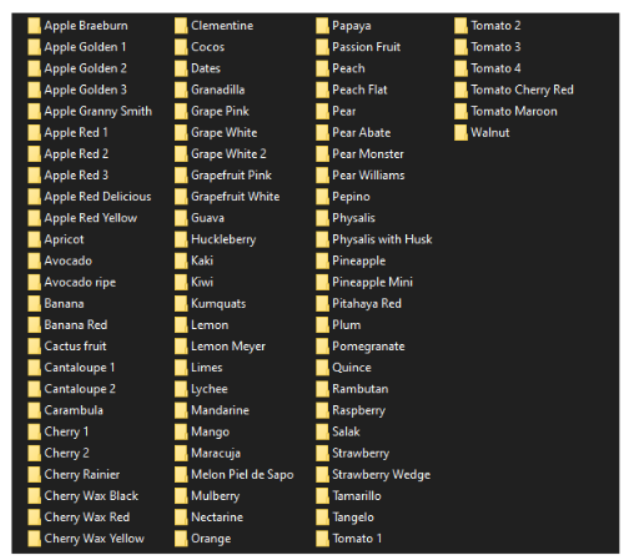 Apple Braeburn
Apple Golden 1
Apple Golden 2
Apple Golden 3
Apple Granny Smith
Apple Red 1
Apple Red 2
Apple Red 3
Apple Red Delicious
Apple Red Yellow
Apricot
Avocado
Avocado ripe
Banana
Banana Red
Cactus fruit
Cantaloupe 1
Cantaloupe 2
Carambula
Cherry 1
Cherry 2
Cherry Rainier
Cherry Wax Black
Cherry Wax Red
Cherry Wax Yellow
Clementine
Cocos
Dates
Granadilla
Grape Pink
Grape White
Grape White 2
Grapefruit Pink
Grapefruit White
Guava
Huckleberry
Kaki
Kiwi
Kumquats
Lemon
Lemon Meyer
Limes
Lychee
Mandarine
Mango
Maracuja
Melon Piel de Sapo
Mulberry
Nectarine
Orange
Papaya
Passion Fruit
Peach
Peach Flat
Pear
Pear Abate
Pear Monster
Pear Williams
Pepino
Physalis
Physalis with Husk
Pineapple
Pineapple Mini
Pitahaya Red
Plum
Pomegranate
Quince
Rambutan
Raspberry
Salak
Strawberry
Strawberry Wedge
Tamarillo
Tangelo
Tomato 1
Tomato 2
Tomato 3
Tomato 4
Tomato Cherry Red
Tomato Maroon
Walnut